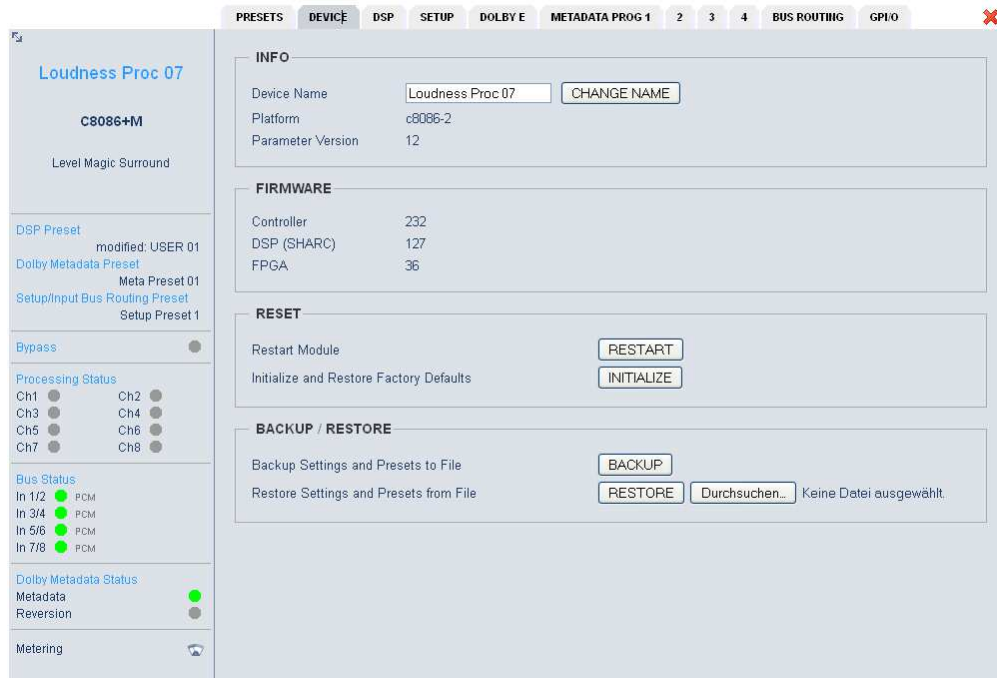 PRESETS DEVICE DSP SETUP DOLBY E METADATA PROG 1 2 3 4 BUS ROUTING GPI/O
Loudness Proc 07
C8086+M
Level Magic Surround
DSP Preset
modified: USER 01
Dolby Metadata Preset
Meta Preset 01
Setup/Input Bus Routing Preset
Setup Preset 1
Bypass
Processing Status
Ch1 Ch2
Ch3 Ch4
Ch5 Ch6
Ch7 Ch8
Bus Status
In 1/2 PCM
In 3/4 PCM
In 5/6 PCM
In 7/8 PCM
Dolby Metadata Status
Metadata
Reversion
Metering
INFO
Device Name Loudness Proc 07 CHANGE NAME
Platform c8086-2
Parameter Version 12
FIRMWARE
Controller 232
DSP (SHARC) 127
FPGA 36
RESET
Restart Module RESTART
Initialize and Restore Factory Defaults INITIALIZE
BACKUP / RESTORE
Backup Settings and Presets to File BACKUP
Restore Settings and Presets from File RESTORE Durchsuchen... Keine Datei ausgewählt.